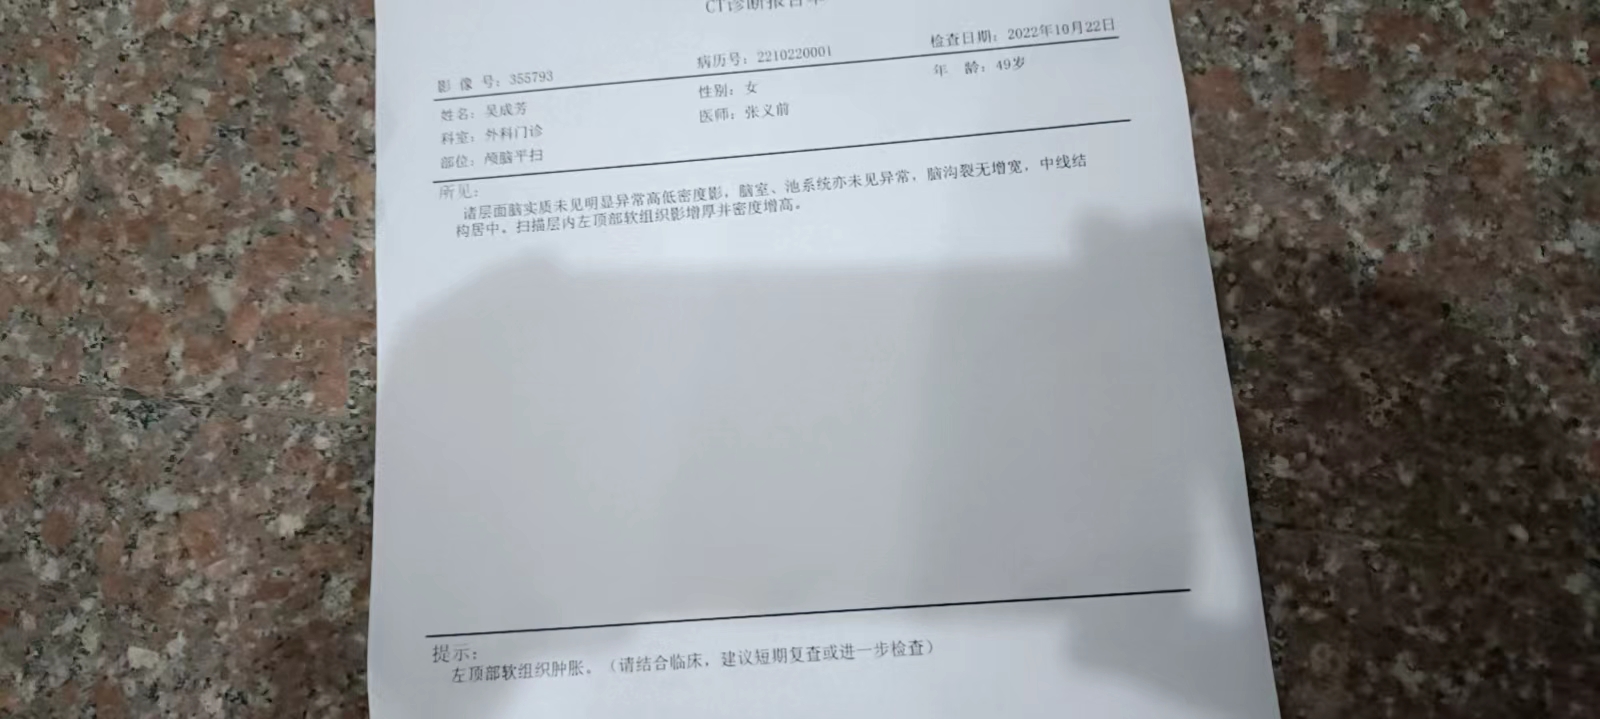 CT诊断报告单
影 像 号：355793 病历号：2210220001 检查日期：2022年10月22日
姓名：吴成芳 性别：女 年 龄：49岁
科室：外科门诊 医师：张义前
部位：颅脑平扫
所见：
诸层面脑实质未见明显异常高低密度影，脑室、池系统亦未见异常，脑沟裂无增宽，中线结
构居中。扫描层内左顶部软组织影增厚并密度增高。
提示：
左顶部软组织肿胀。（请结合临床，建议短期复查或进一步检查）